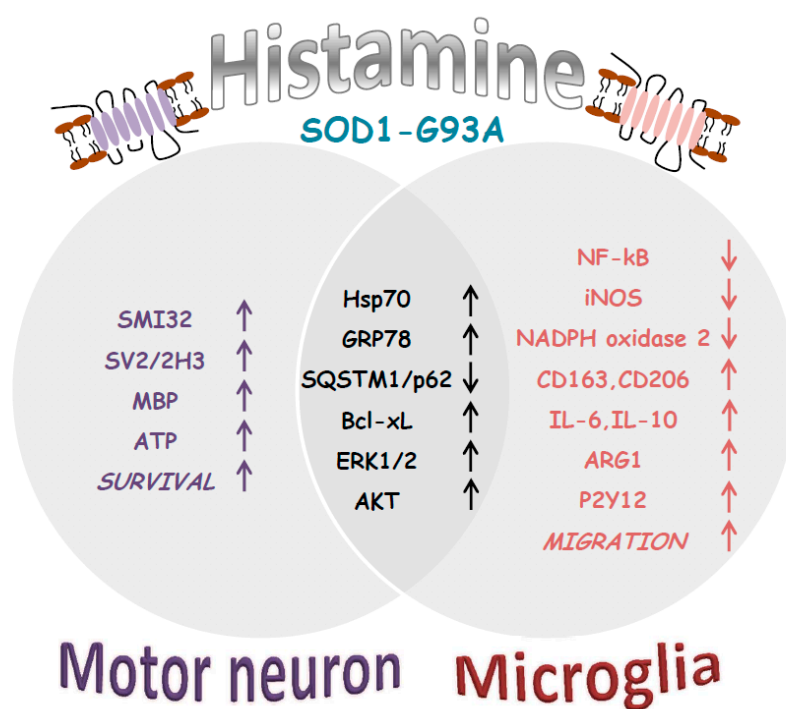 Histamine
SOD1-G93A
SMI32 ↑
SV2/2H3 ↑
MBP ↑
ATP ↑
SURVIVAL ↑
Hsp70 ↑
GRP78 ↑
SQSTM1/p62 ↓
Bcl-xL ↑
ERK1/2 ↑
AKT ↑
NF-kB ↓
iNOS ↓
NADPH oxidase 2 ↓
CD163,CD206 ↑
IL-6,IL-10 ↑
ARG1 ↑
P2Y12 ↑
MIGRATION ↑
Motor neuron
Microglia